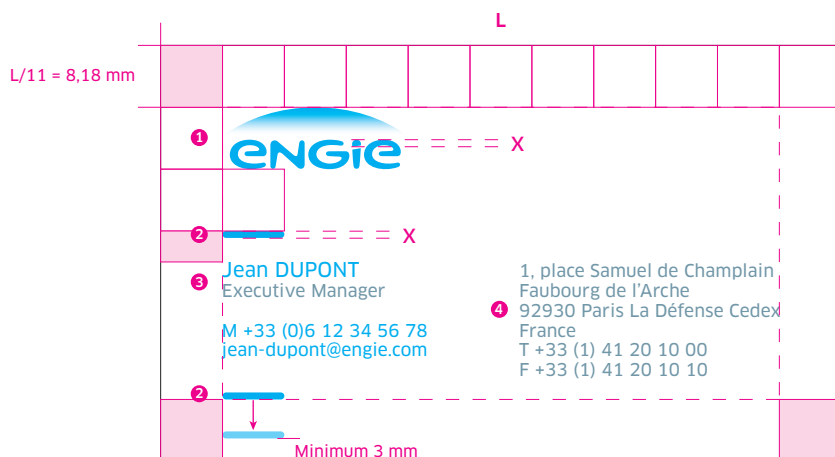 L
L/11 = 8,18 mm
1
ENGiE
X
2
X
Jean DUPONT
3
Executive Manager
M +33 (0)6 12 34 56 78
jean-dupont@engie.com
1, place Samuel de Champlain
Faubourg de l'Arche
4
92930 Paris La Défense Cedex
France
T +33 (1) 41 20 10 00
F +33 (1) 41 20 10 10
2
Minimum 3 mm